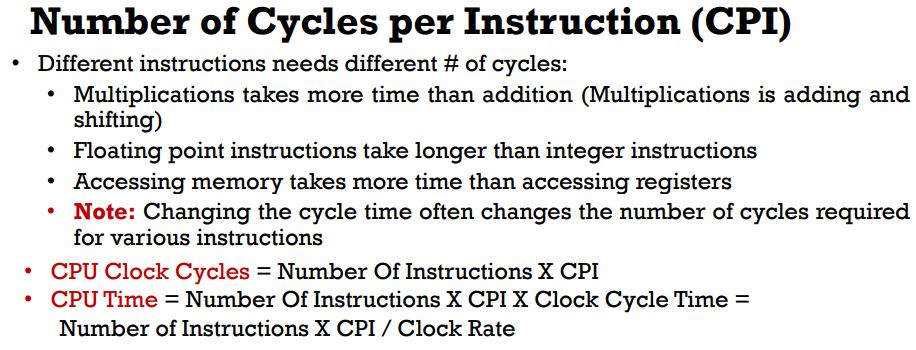 Number of Cycles per Instruction (CPI)
• Different instructions needs different # of cycles:
• Multiplications takes more time than addition (Multiplications is adding and
shifting)
• Floating point instructions take longer than integer instructions
• Accessing memory takes more time than accessing registers
• Note: Changing the cycle time often changes the number of cycles required
for various instructions
• CPU Clock Cycles = Number Of Instructions X CPI
• CPU Time = Number Of Instructions X CPI X Clock Cycle Time =
Number of Instructions X CPI / Clock Rate